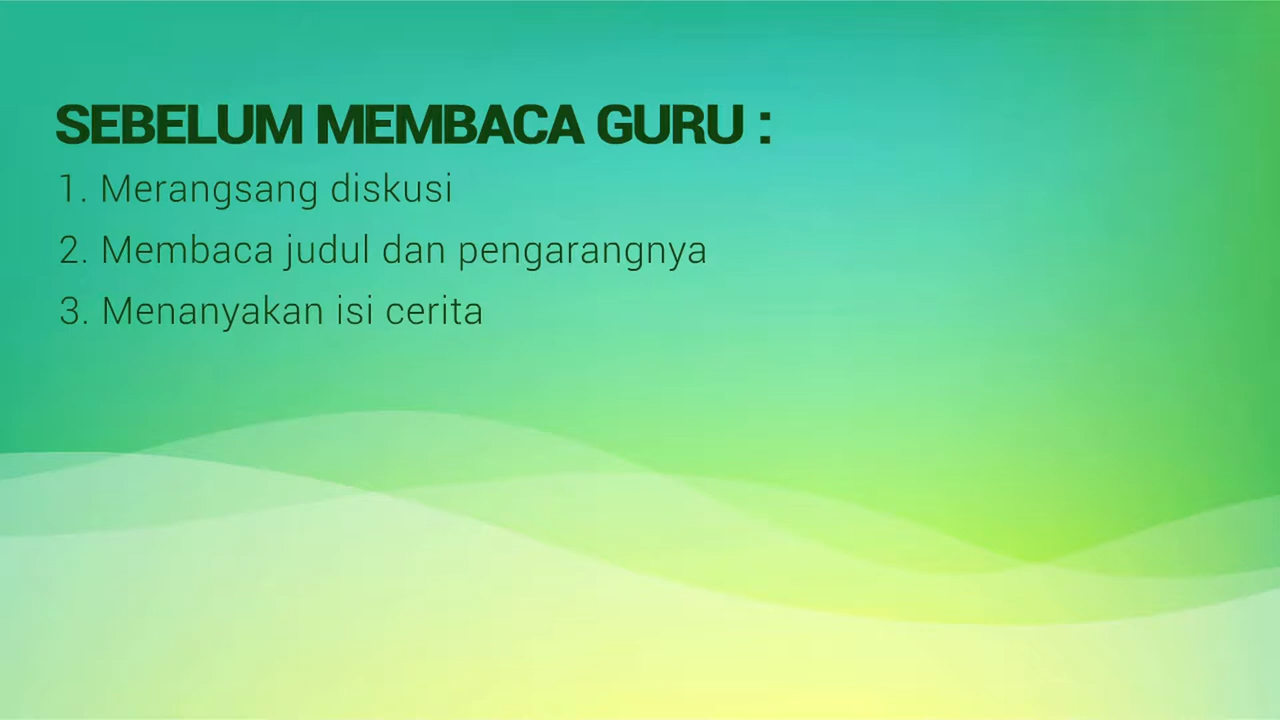 SEBELUM MEMBACA GURU :
1. Merangsang diskusi
2. Membaca judul dan pengarangnya
3. Menanyakan isi cerita